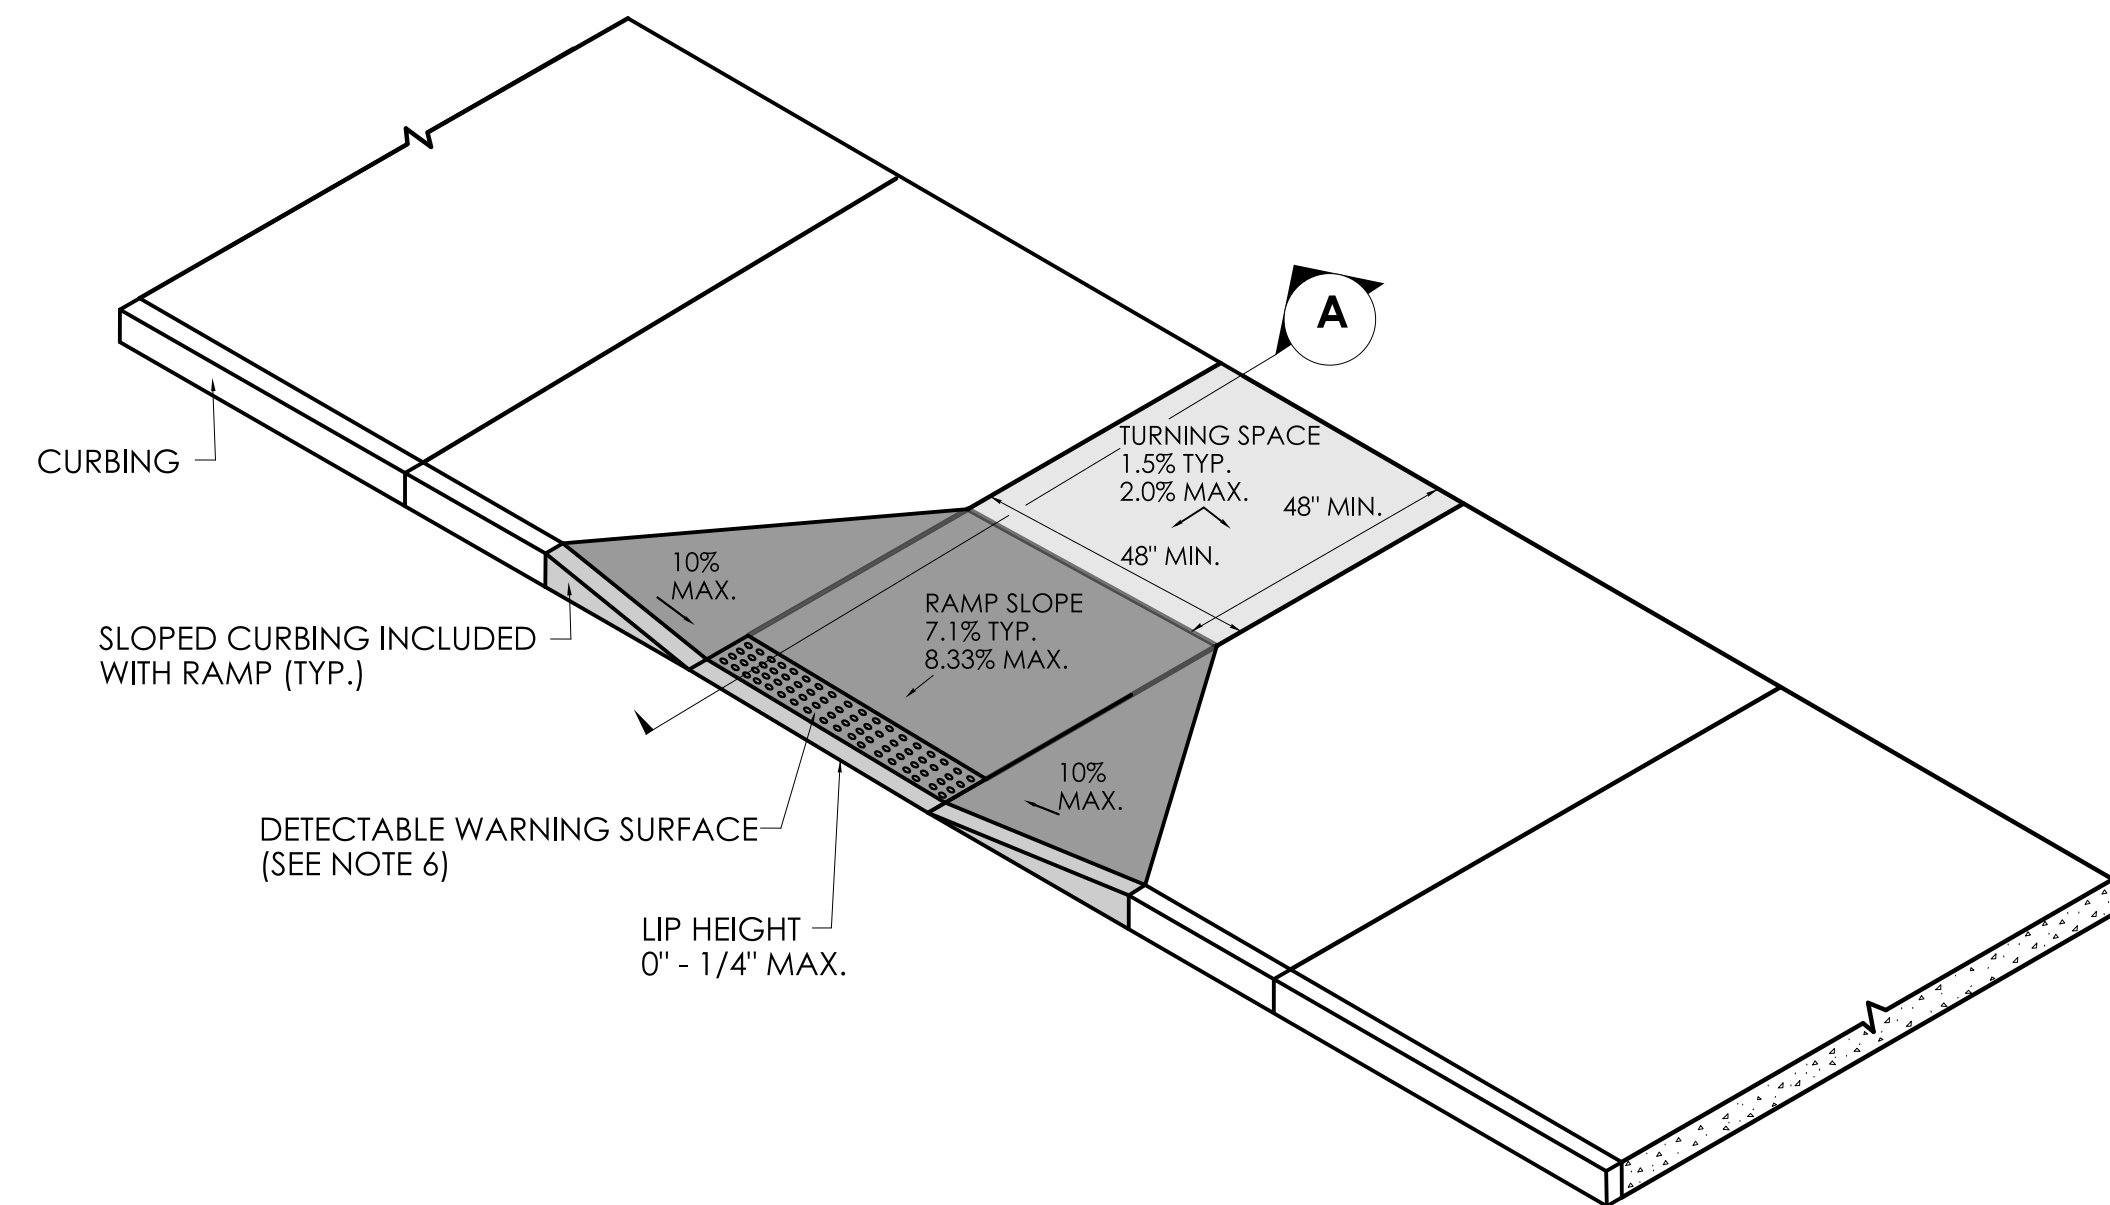 A
TURNING SPACE
1.5% TYP.
2.0% MAX.
48" MIN.
48" MIN.
CURBING
10%
MAX.
RAMP SLOPE
7.1% TYP.
8.33% MAX.
SLOPED CURBING INCLUDED
WITH RAMP (TYP.)
10%
MAX.
DETECTABLE WARNING SURFACE
(SEE NOTE 6)
LIP HEIGHT
0" - 1/4" MAX.